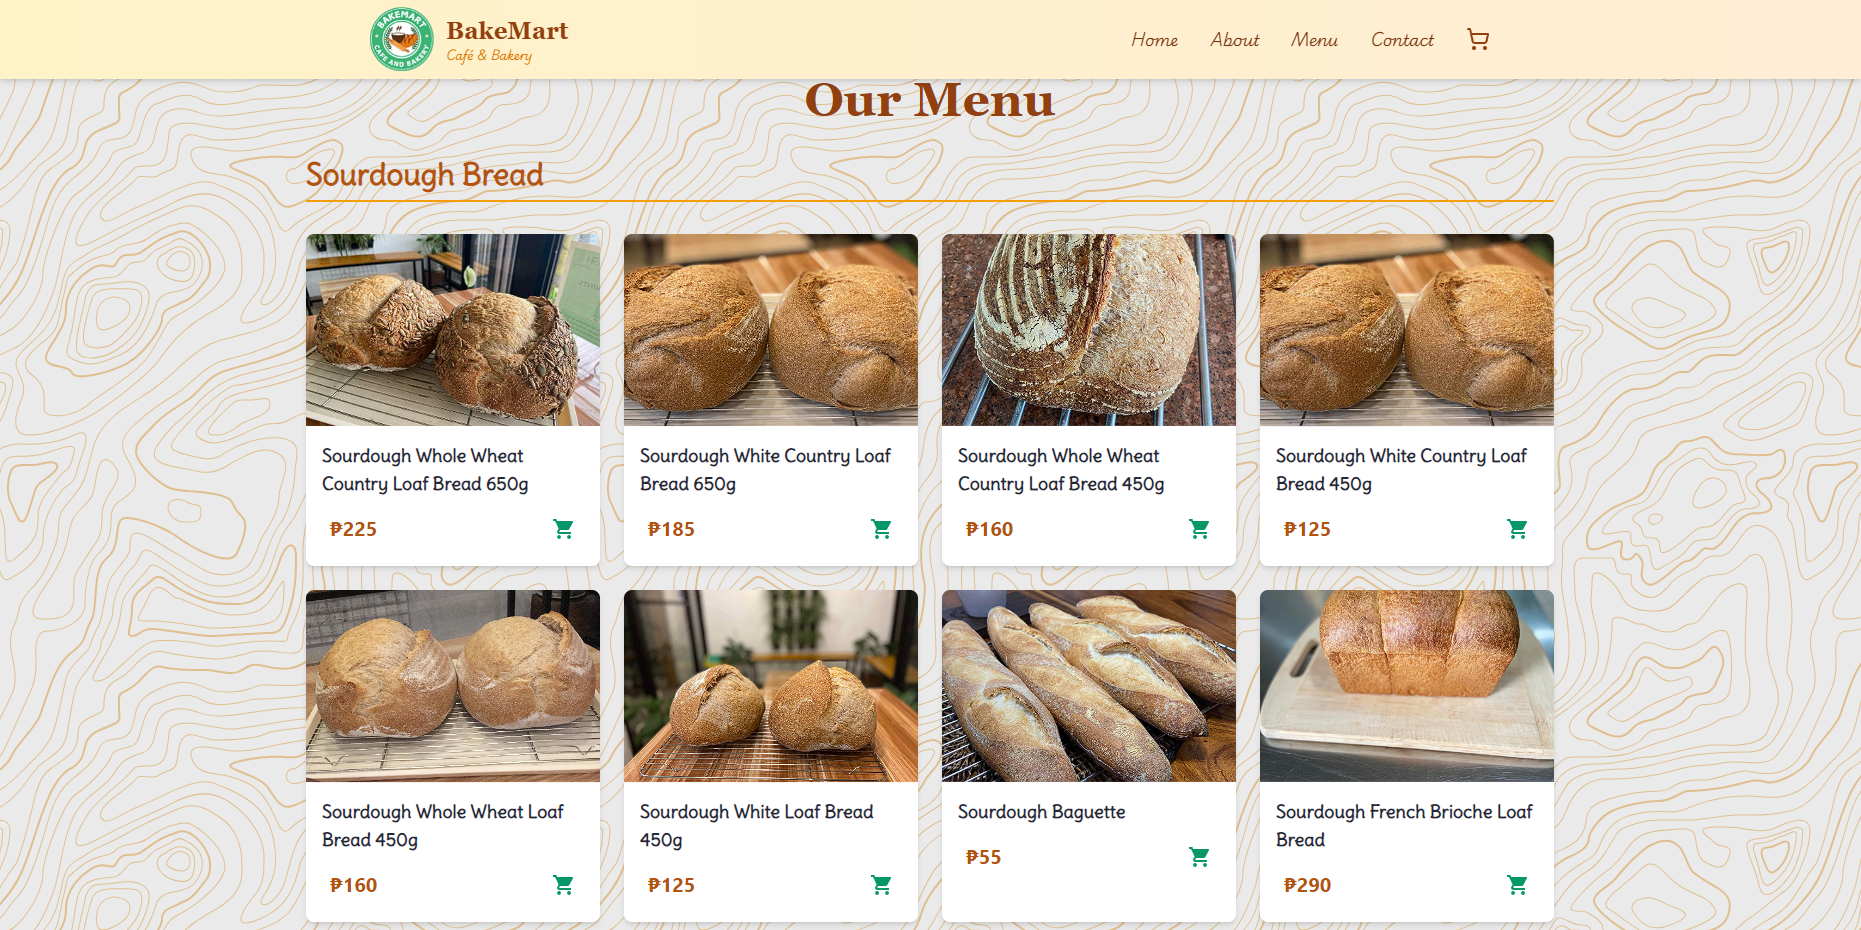 BAKEMART
CAFE AND BAKERY
BakeMart
Café & Bakery
Home
About
Menu
Contact
Our Menu
Sourdough Bread
Sourdough Whole Wheat
Country Loaf Bread 650g
₱225
Sourdough White Country Loaf
Bread 650g
₱185
Sourdough Whole Wheat
Country Loaf Bread 450g
₱160
Sourdough White Country Loaf
Bread 450g
₱125
Sourdough Whole Wheat Loaf
Bread 450g
₱160
Sourdough White Loaf Bread
450g
₱125
Sourdough Baguette
₱55
Sourdough French Brioche Loaf
Bread
₱290